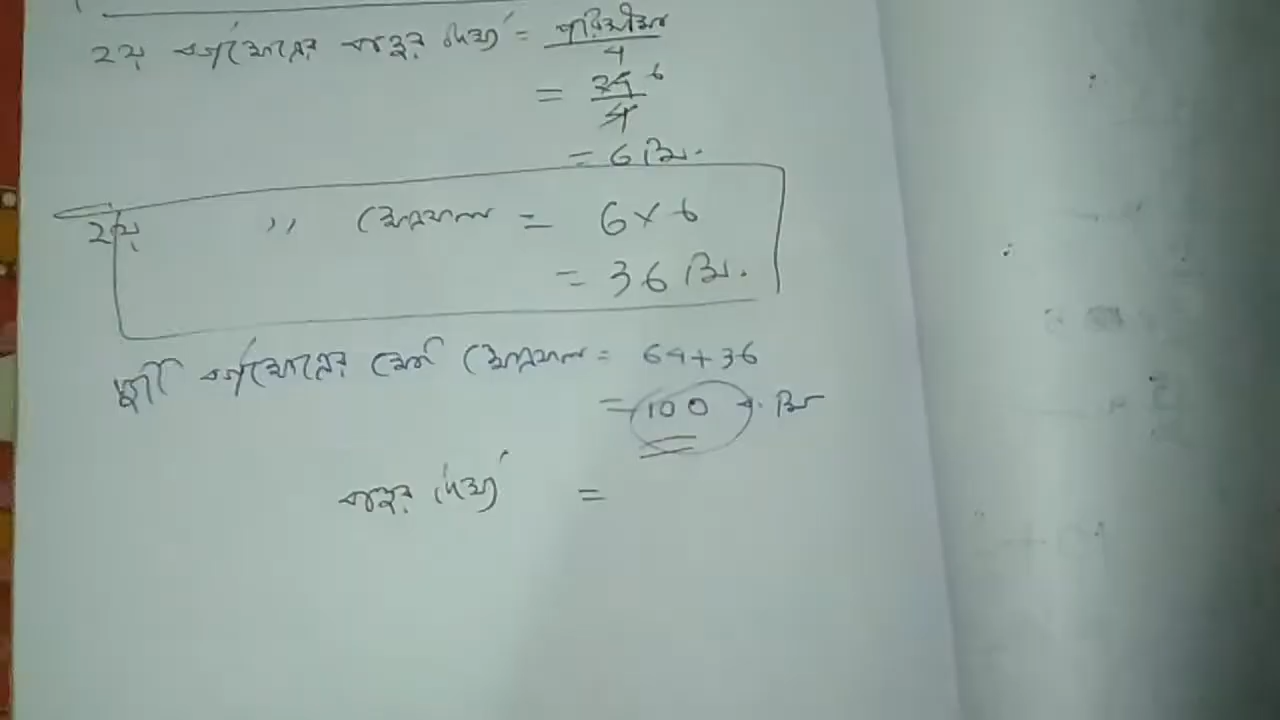 ২য় বর্গক্ষেত্রের বাহুর দৈর্ঘ্য = পরিসীমা / 4
= 24 6 / 4
= 6 মি.
২য় ,, ক্ষেত্রফল = 6 × 6
= 36 মি.
দুটি বর্গক্ষেত্রের মোট ক্ষেত্রফল = 64+36
= 100 ব. মি
বাহুর দৈর্ঘ্য =